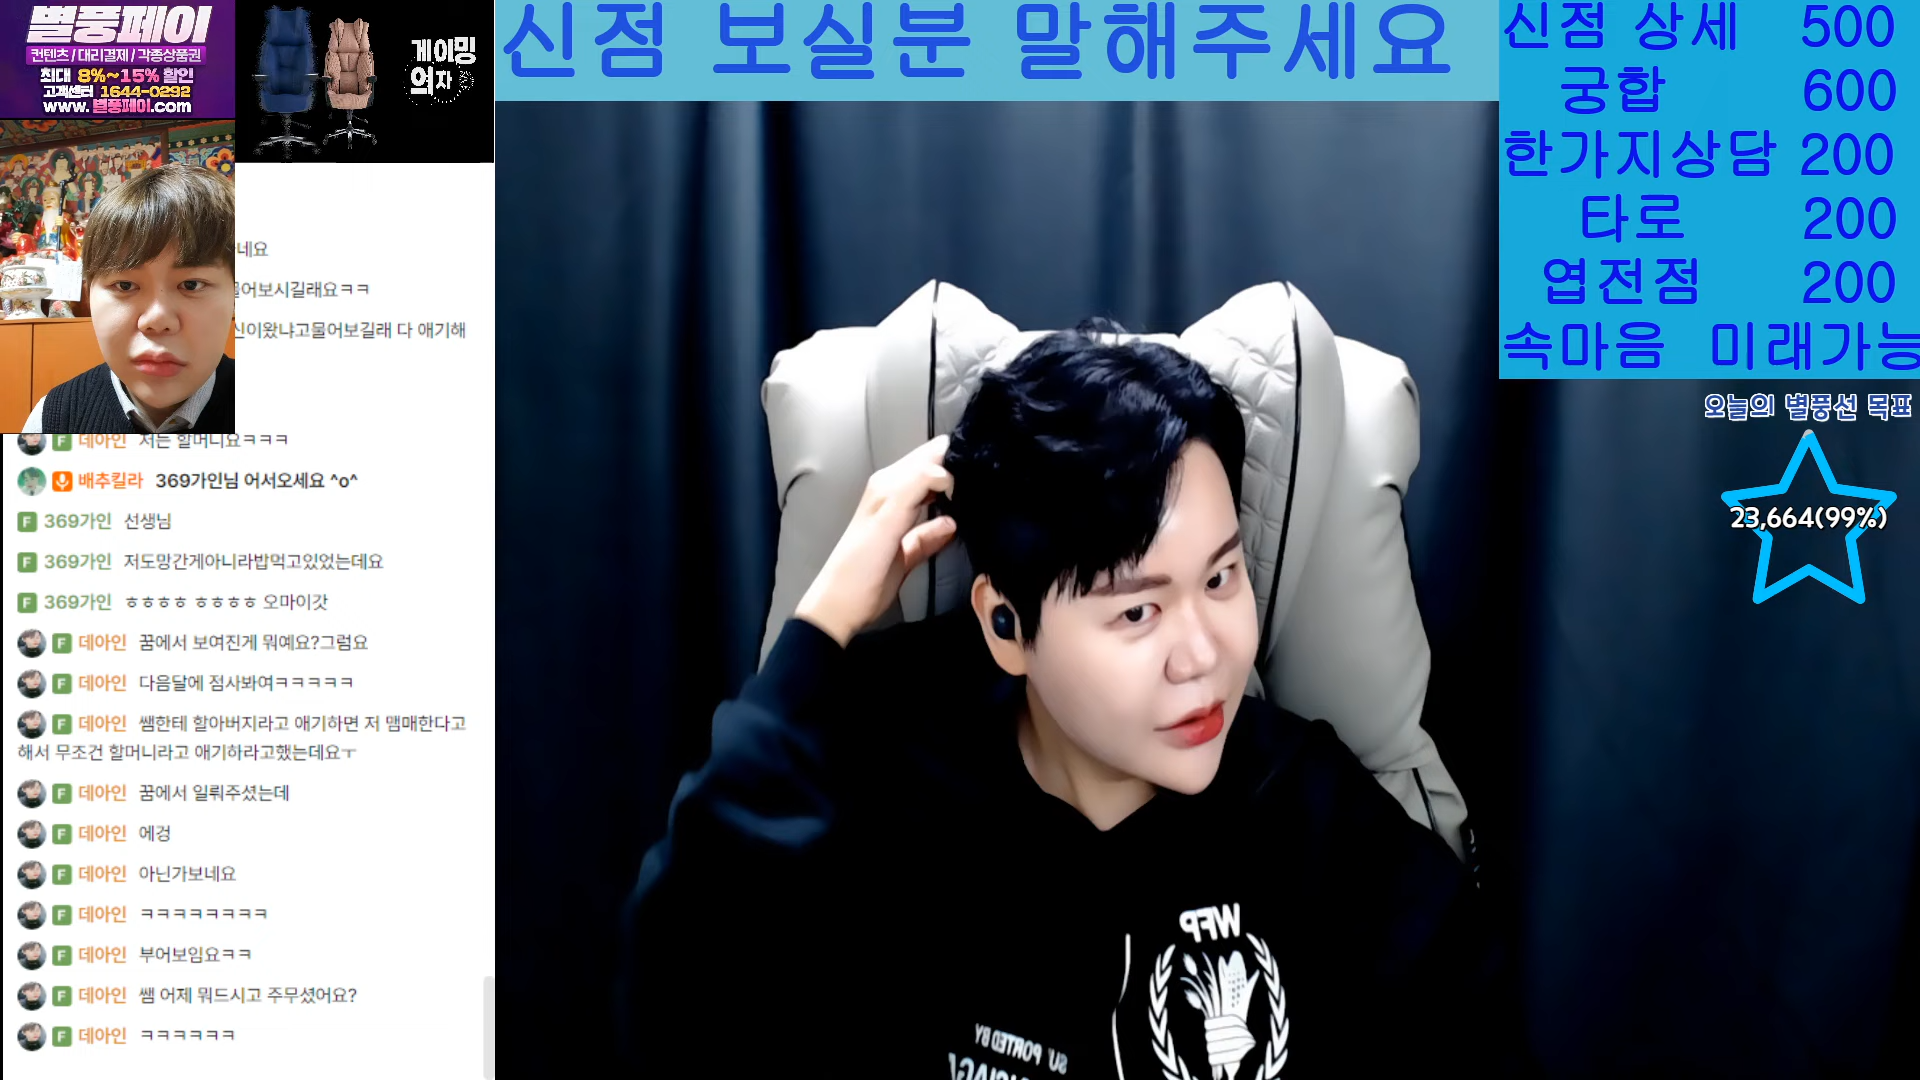 별풍페이
컨텐츠 / 대리결제 / 각종상품권
최대 8%~15% 할인
고객센터 1644-0292
www.별풍페이.com
게이밍
의자
신점 보실분 말해주세요
신점 상세 500
궁합 600
한가지상담 200
타로 200
엽전점 200
속마음 미래가능
오늘의 별풍선 목표
23,664(99%)
네요
어보시길래요ㅋㅋ
신이왔냐고물어보길래 다 얘기해
F 데아인 저는 할머니요ㅋㅋㅋ
배추킬라 369가인님 어서오세요 ^o^
F 369가인 선생님
F 369가인 저도망간게아니라밥먹고있었는데요
F 369가인 ㅎㅎㅎㅎ ㅎㅎㅎㅎ 오마이갓
F 데아인 꿈에서 보여진게 뭐예요?그럼요
F 데아인 다음달에 점사봐여ㅋㅋㅋㅋㅋ
F 데아인 쌤한테 할아버지라고 얘기하면 저 맴매한다고
해서 무조건 할머니라고 얘기하라고했는데요ㅜ
F 데아인 꿈에서 일뤄주셨는데
F 데아인 에겅
F 데아인 아닌가보네요
F 데아인 ㅋㅋㅋㅋㅋㅋㅋㅋ
F 데아인 부어보임요ㅋㅋ
F 데아인 쌤 어제 뭐드시고 주무셨어요?
F 데아인 ㅋㅋㅋㅋㅋㅋ
WFP
PORTED BY